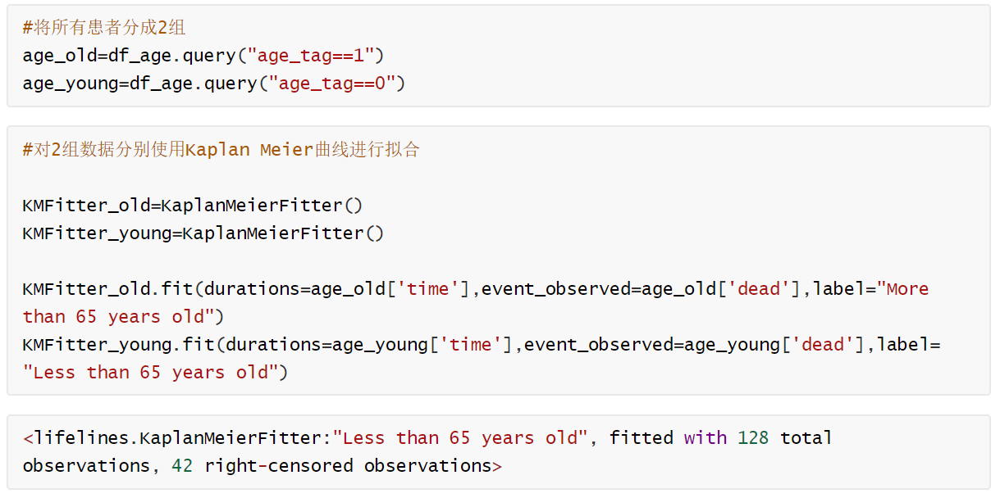 #将所有患者分成2组
age_old=df_age.query("age_tag==1")
age_young=df_age.query("age_tag==0")
#对2组数据分别使用Kaplan Meier曲线进行拟合
KMFitter_old=KaplanMeierFitter()
KMFitter_young=KaplanMeierFitter()
KMFitter_old.fit(durations=age_old['time'],event_observed=age_old['dead'],label="More
than 65 years old")
KMFitter_young.fit(durations=age_young['time'],event_observed=age_young['dead'],label=
"Less than 65 years old")
<lifelines.KaplanMeierFitter:"Less than 65 years old", fitted with 128 total
observations, 42 right-censored observations>